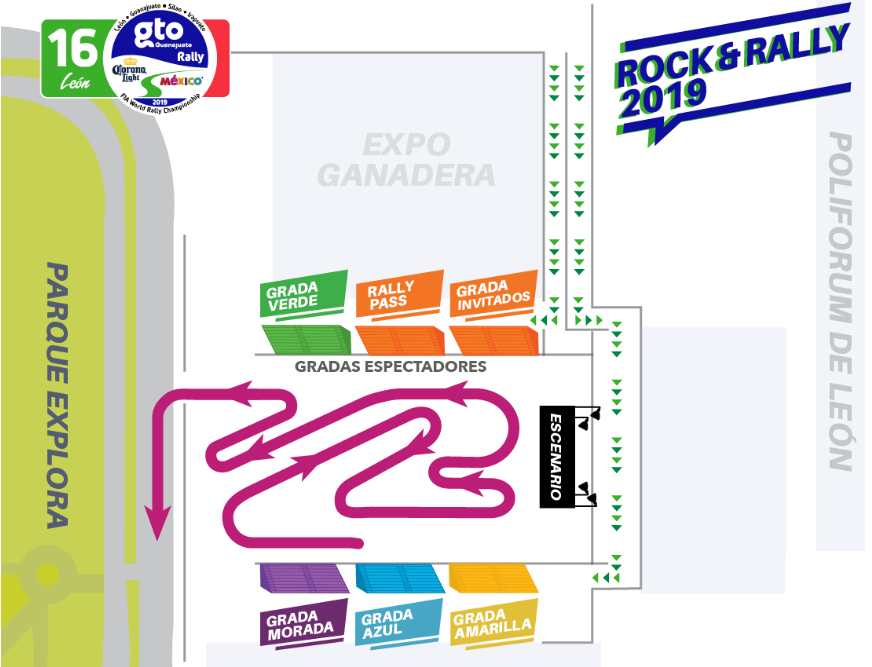 León • Guanajuato • Silao • Irapuato
16
León
gto
Guanajuato
Rally
Corona
light
MÉXICO
2019
FIA World Rally Championship
ROCK & RALLY
2019
EXPO
GANADERA
POLIFORUM DE LEÓN
PARQUE EXPLORA
GRADA
VERDE
RALLY
PASS
GRADA
INVITADOS
GRADAS ESPECTADORES
ESCENARIO
GRADA
MORADA
GRADA
AZUL
GRADA
AMARILLA